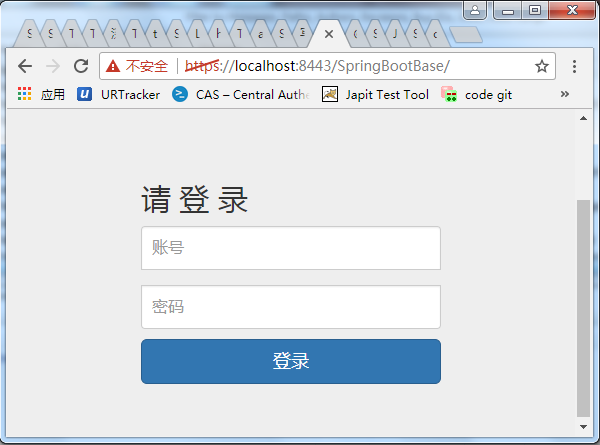 S S T T T t S L h T a S C S J S c
不安全 https://localhost:8443/SpringBootBase/
应用 URTracker CAS – Central Authe Japit Test Tool code git »
请登录
账号
密码
登录